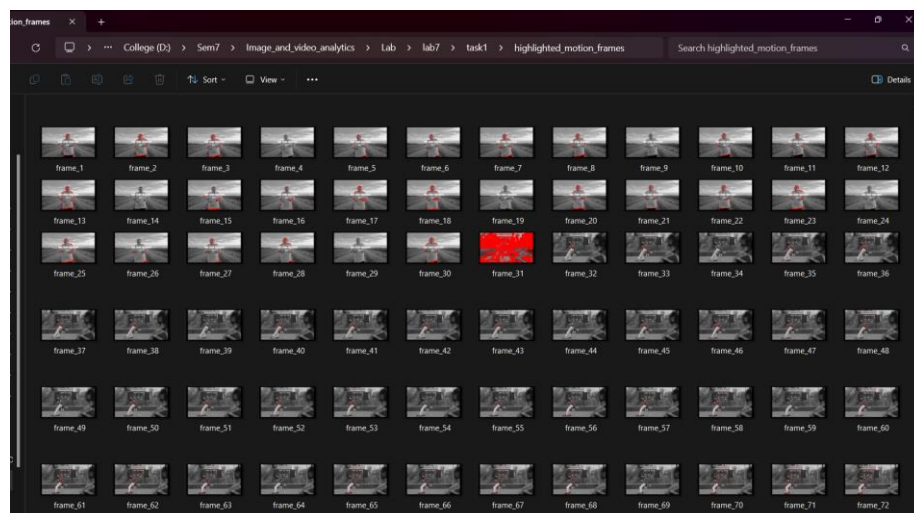 ion_frames × +
> ··· College (D:) > Sem7 > Image_and_video_analytics > Lab > lab7 > task1 > highlighted_motion_frames Search highlighted_motion_frames
Sort View ··· Details
frame_1 frame_2 frame_3 frame_4 frame_5 frame_6 frame_7 frame_8 frame_9 frame_10 frame_11 frame_12
frame_13 frame_14 frame_15 frame_16 frame_17 frame_18 frame_19 frame_20 frame_21 frame_22 frame_23 frame_24
frame_25 frame_26 frame_27 frame_28 frame_29 frame_30 frame_31 frame_32 frame_33 frame_34 frame_35 frame_36
frame_37 frame_38 frame_39 frame_40 frame_41 frame_42 frame_43 frame_44 frame_45 frame_46 frame_47 frame_48
frame_49 frame_50 frame_51 frame_52 frame_53 frame_54 frame_55 frame_56 frame_57 frame_58 frame_59 frame_60
frame_61 frame_62 frame_63 frame_64 frame_65 frame_66 frame_67 frame_68 frame_69 frame_70 frame_71 frame_72